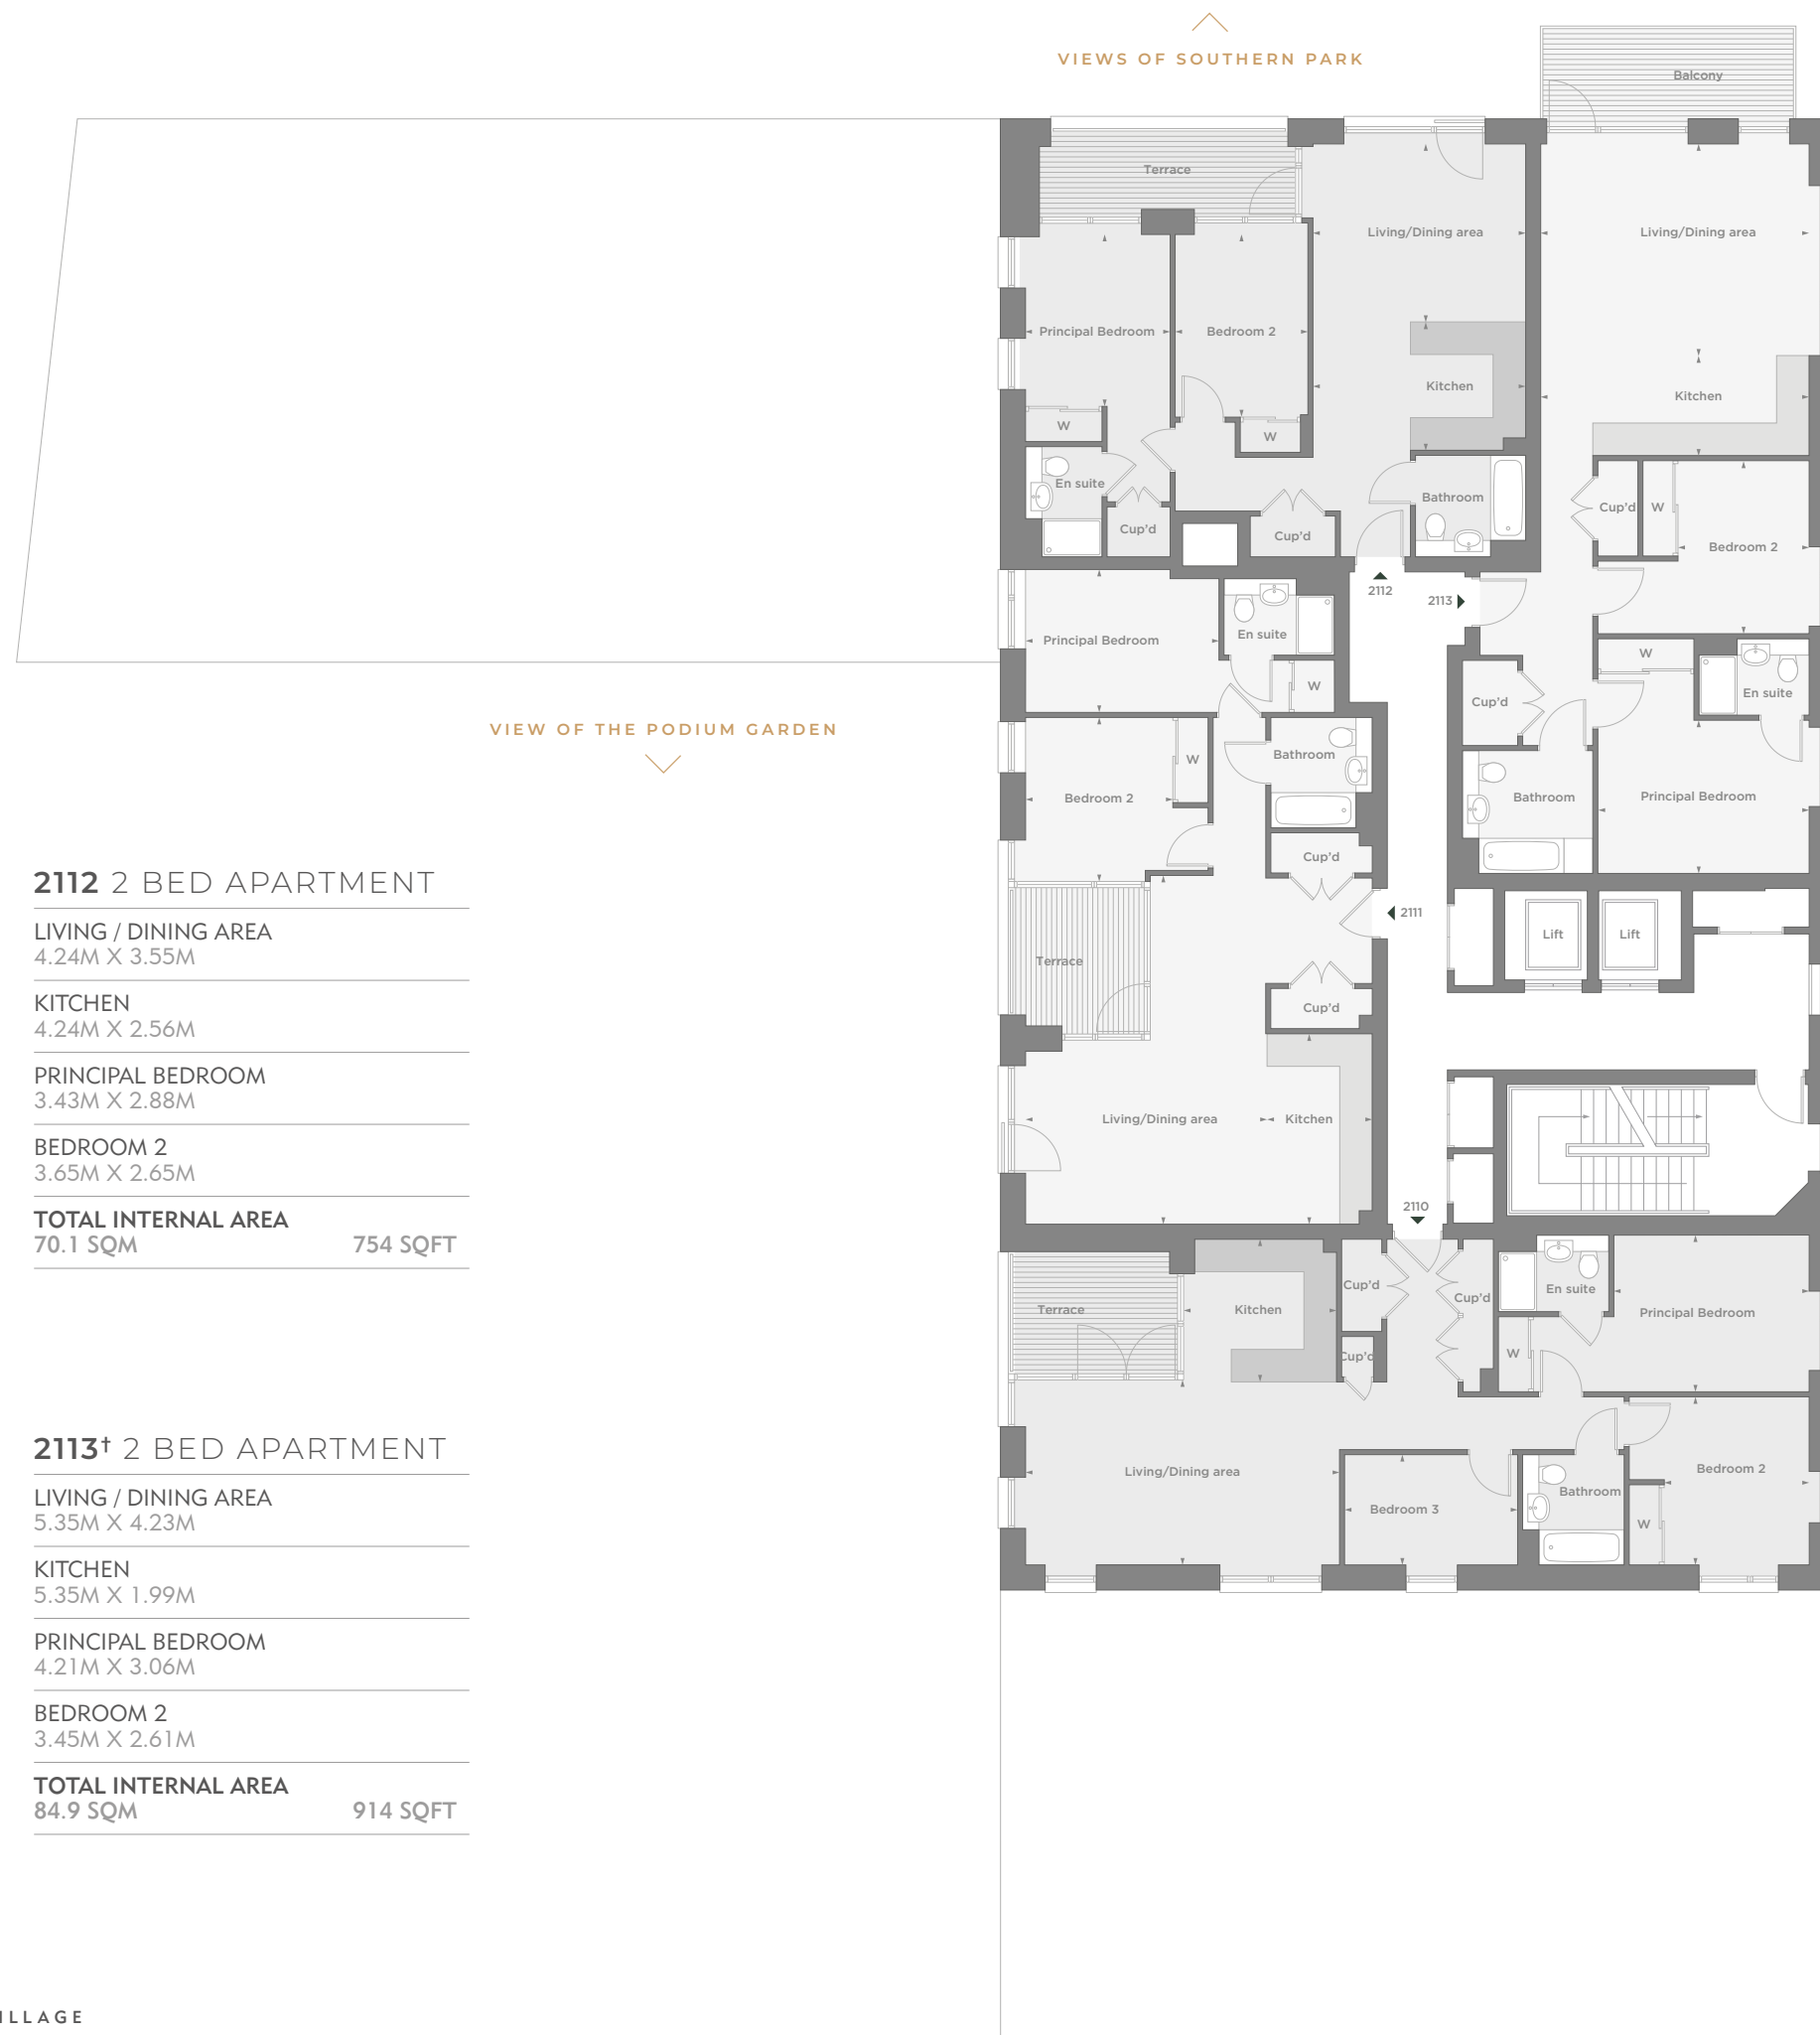 VIEWS OF SOUTHERN PARK
Balcony
Terrace
Living/Dining area
Living/Dining area
Principal Bedroom
Bedroom 2
Kitchen
Kitchen
W
W
En suite
Bathroom
Cup'd
W
Cup'd
Cup'd
Bedroom 2
2112
2113
Principal Bedroom
En suite
W
En suite
W
Cup'd
VIEW OF THE PODIUM GARDEN
W
Bathroom
Bedroom 2
Bathroom
Principal Bedroom
Cup'd
2111
Lift
Lift
Terrace
Cup'd
Living/Dining area
Kitchen
2110
Terrace
Kitchen
Cup'd
Cup'd
En suite
Principal Bedroom
Cup'd
W
Living/Dining area
Bedroom 3
Bathroom
Bedroom 2
W
2112 2 BED APARTMENT
LIVING / DINING AREA
4.24M X 3.55M
KITCHEN
4.24M X 2.56M
PRINCIPAL BEDROOM
3.43M X 2.88M
BEDROOM 2
3.65M X 2.65M
TOTAL INTERNAL AREA
70.1 SQM 754 SQFT
2113† 2 BED APARTMENT
LIVING / DINING AREA
5.35M X 4.23M
KITCHEN
5.35M X 1.99M
PRINCIPAL BEDROOM
4.21M X 3.06M
BEDROOM 2
3.45M X 2.61M
TOTAL INTERNAL AREA
84.9 SQM 914 SQFT
ILLAGE